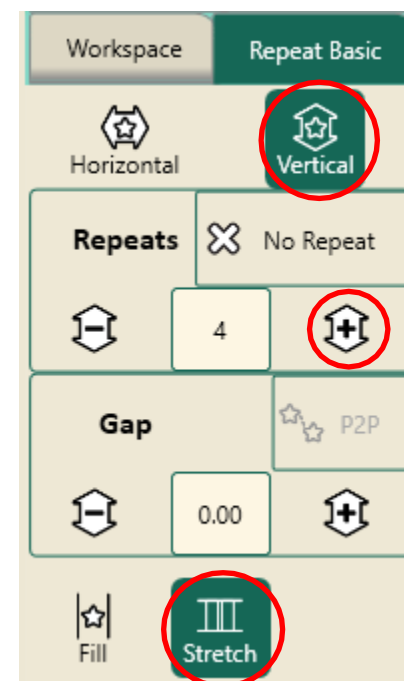 Workspace Repeat Basic
Horizontal Vertical
Repeats No Repeat
4
Gap P2P
0.00
Fill Stretch